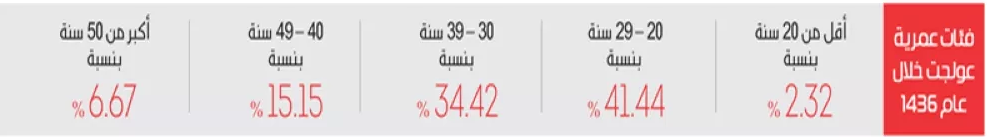 فئات عمرية
عولجت خلال
عام 1436
أقل من 20 سنة
بنسبة
2.32 %
20 – 29 سنة
بنسبة
41.44 %
30 – 39 سنة
بنسبة
34.42 %
40 – 49 سنة
بنسبة
15.15 %
أكبر من 50 سنة
بنسبة
6.67 %